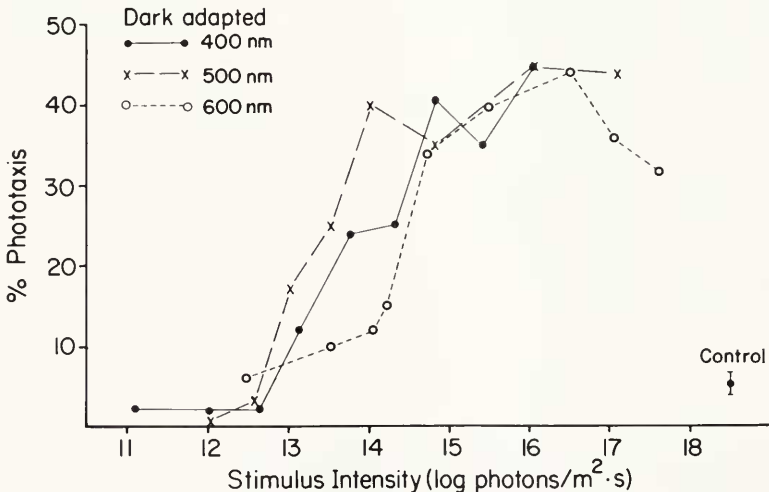 50
Dark adapted
400 nm
500 nm
600 nm
40
30
20
10
% Phototaxis
Control
11 12 13 14 15 16 17 18
Stimulus Intensity (log photons/m²·s)